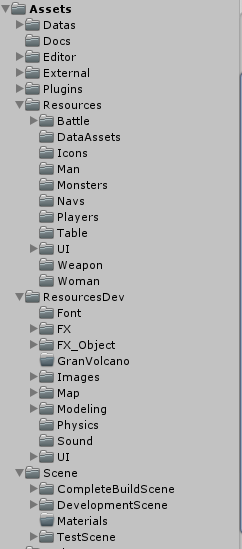 Assets
Datas
Docs
Editor
External
Plugins
Resources
Battle
DataAssets
Icons
Man
Monsters
Navs
Players
Table
UI
Weapon
Woman
ResourcesDev
Font
FX
FX_Object
GranVolcano
Images
Map
Modeling
Physics
Sound
UI
Scene
CompleteBuildScene
DevelopmentScene
Materials
TestScene